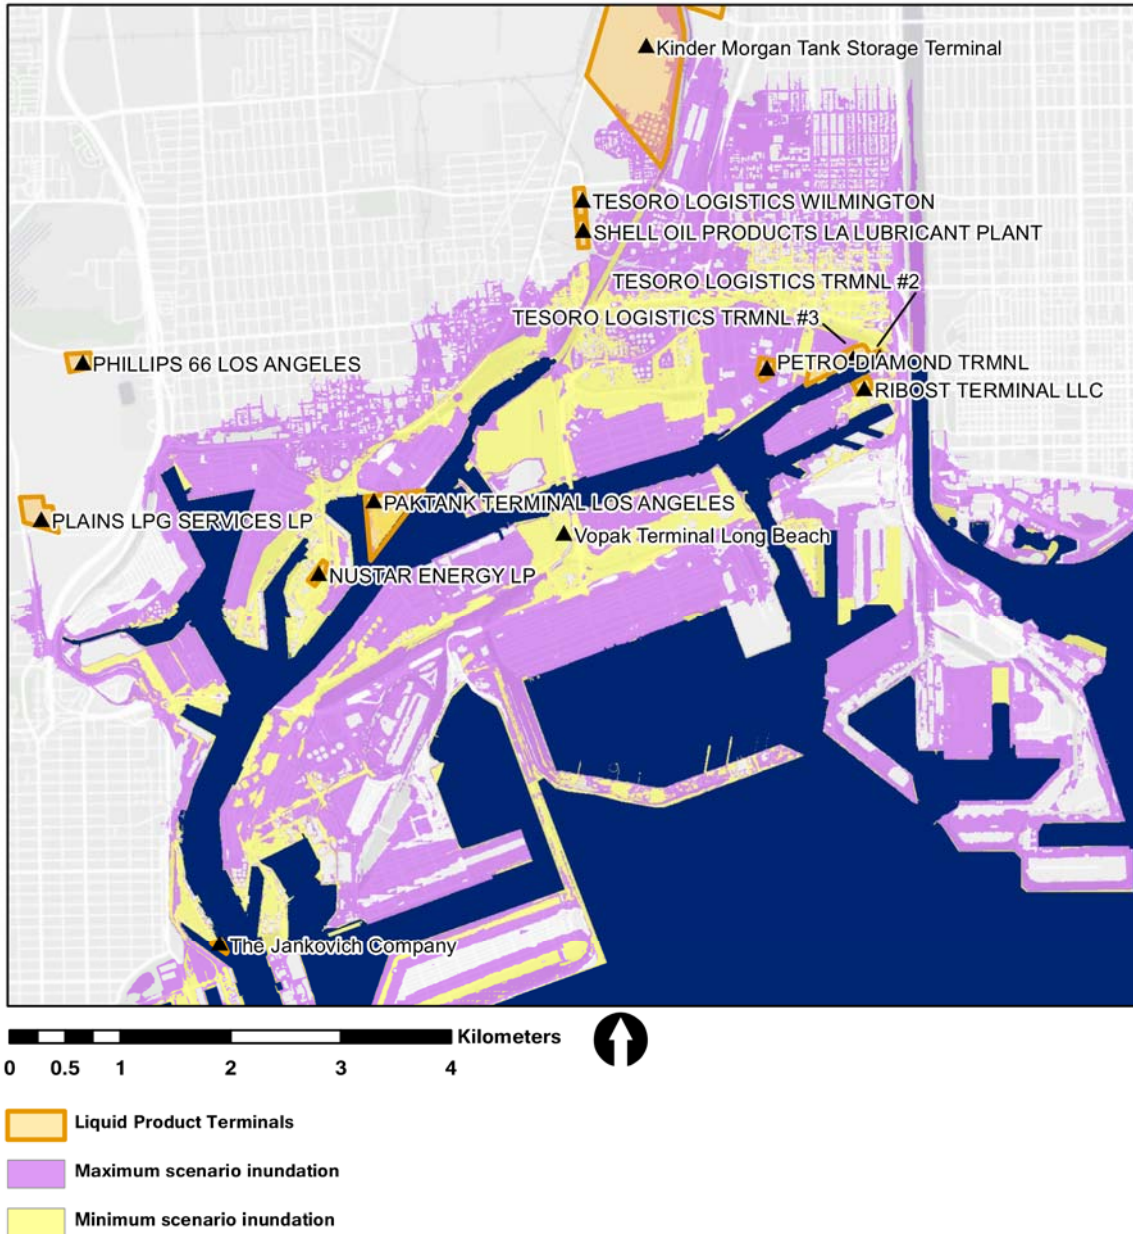 Kinder Morgan Tank Storage Terminal
TESORO LOGISTICS WILMINGTON
SHELL OIL PRODUCTS LA LUBRICANT PLANT
TESORO LOGISTICS TRMNL #2
TESORO LOGISTICS TRMNL #3
PHILLIPS 66 LOS ANGELES
PETRO-DIAMOND TRMNL
RIBOST TERMINAL LLC
PAKTANK TERMINAL LOS ANGELES
PLAINS LPG SERVICES LP
Vopak Terminal Long Beach
NUSTAR ENERGY LP
The Jankovich Company
Kilometers
0 0.5 1 2 3 4
Liquid Product Terminals
Maximum scenario inundation
Minimum scenario inundation